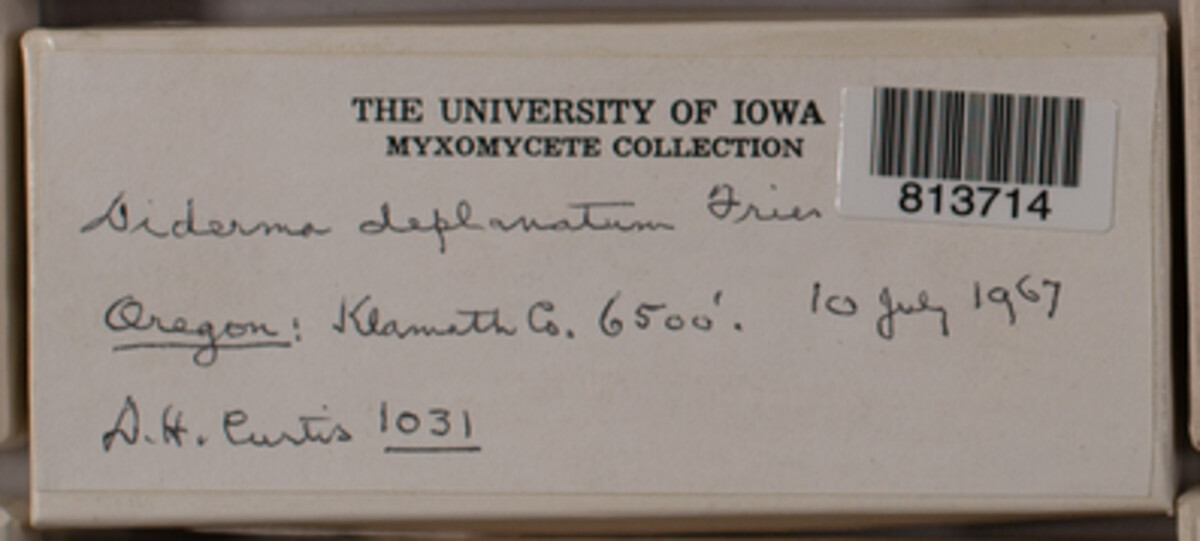 THE UNIVERSITY OF IOWA
MYXOMYCETE COLLECTION
813714
Diderma deplanatum Fries
Oregon: Klamath Co. 6500'. 10 July 1967
D.H. Curtis 1031